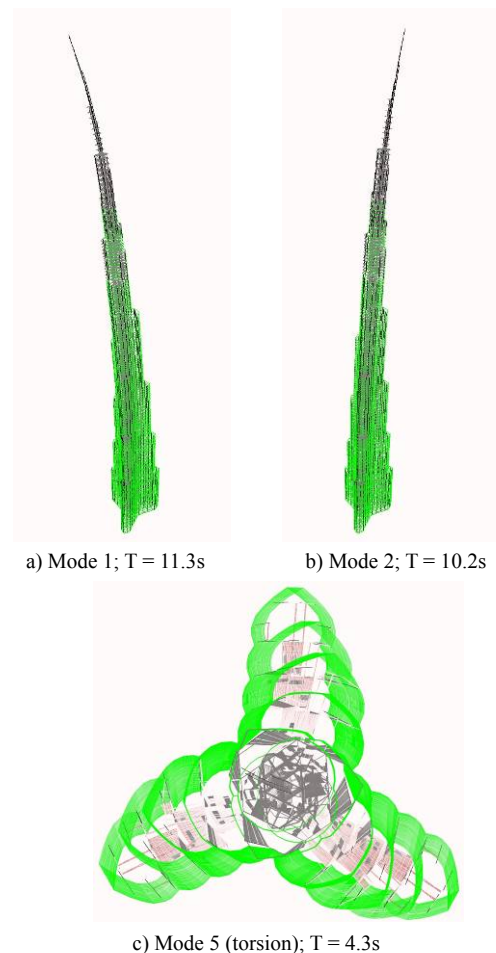 a) Mode 1; T = 11.3s
b) Mode 2; T = 10.2s
c) Mode 5 (torsion); T = 4.3s